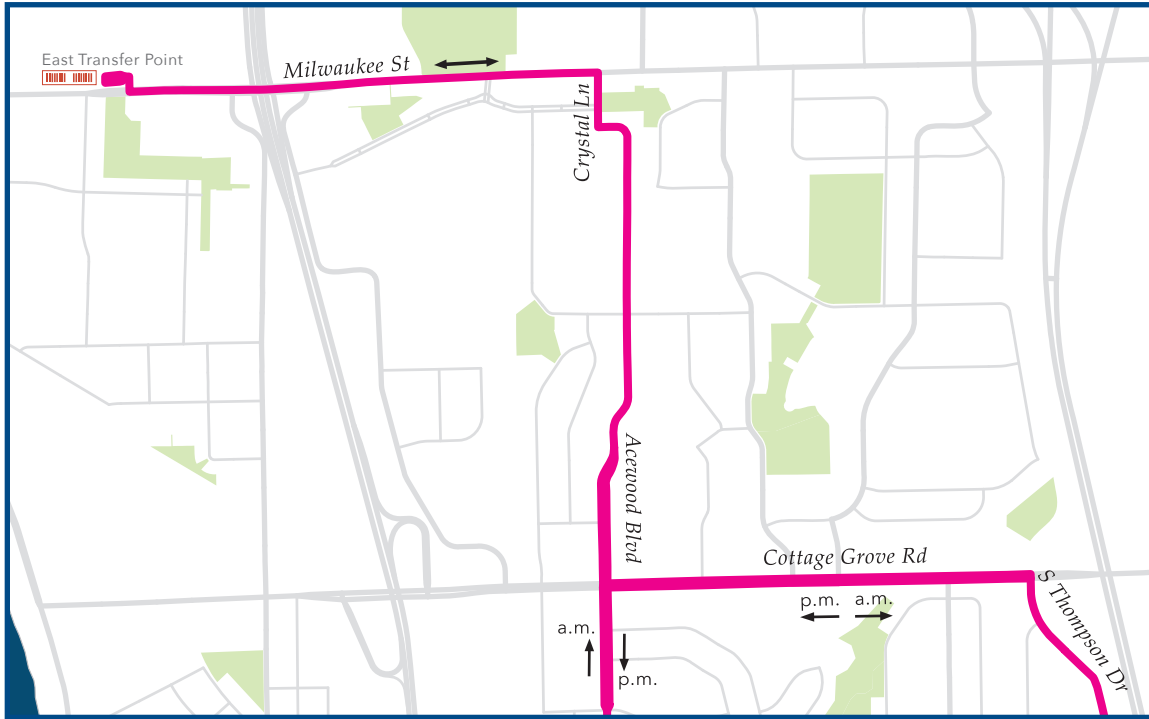 East Transfer Point
Milwaukee St
Crystal Ln
Acewood Blvd
Cottage Grove Rd
p.m. a.m.
S Thompson Dr
a.m.
p.m.